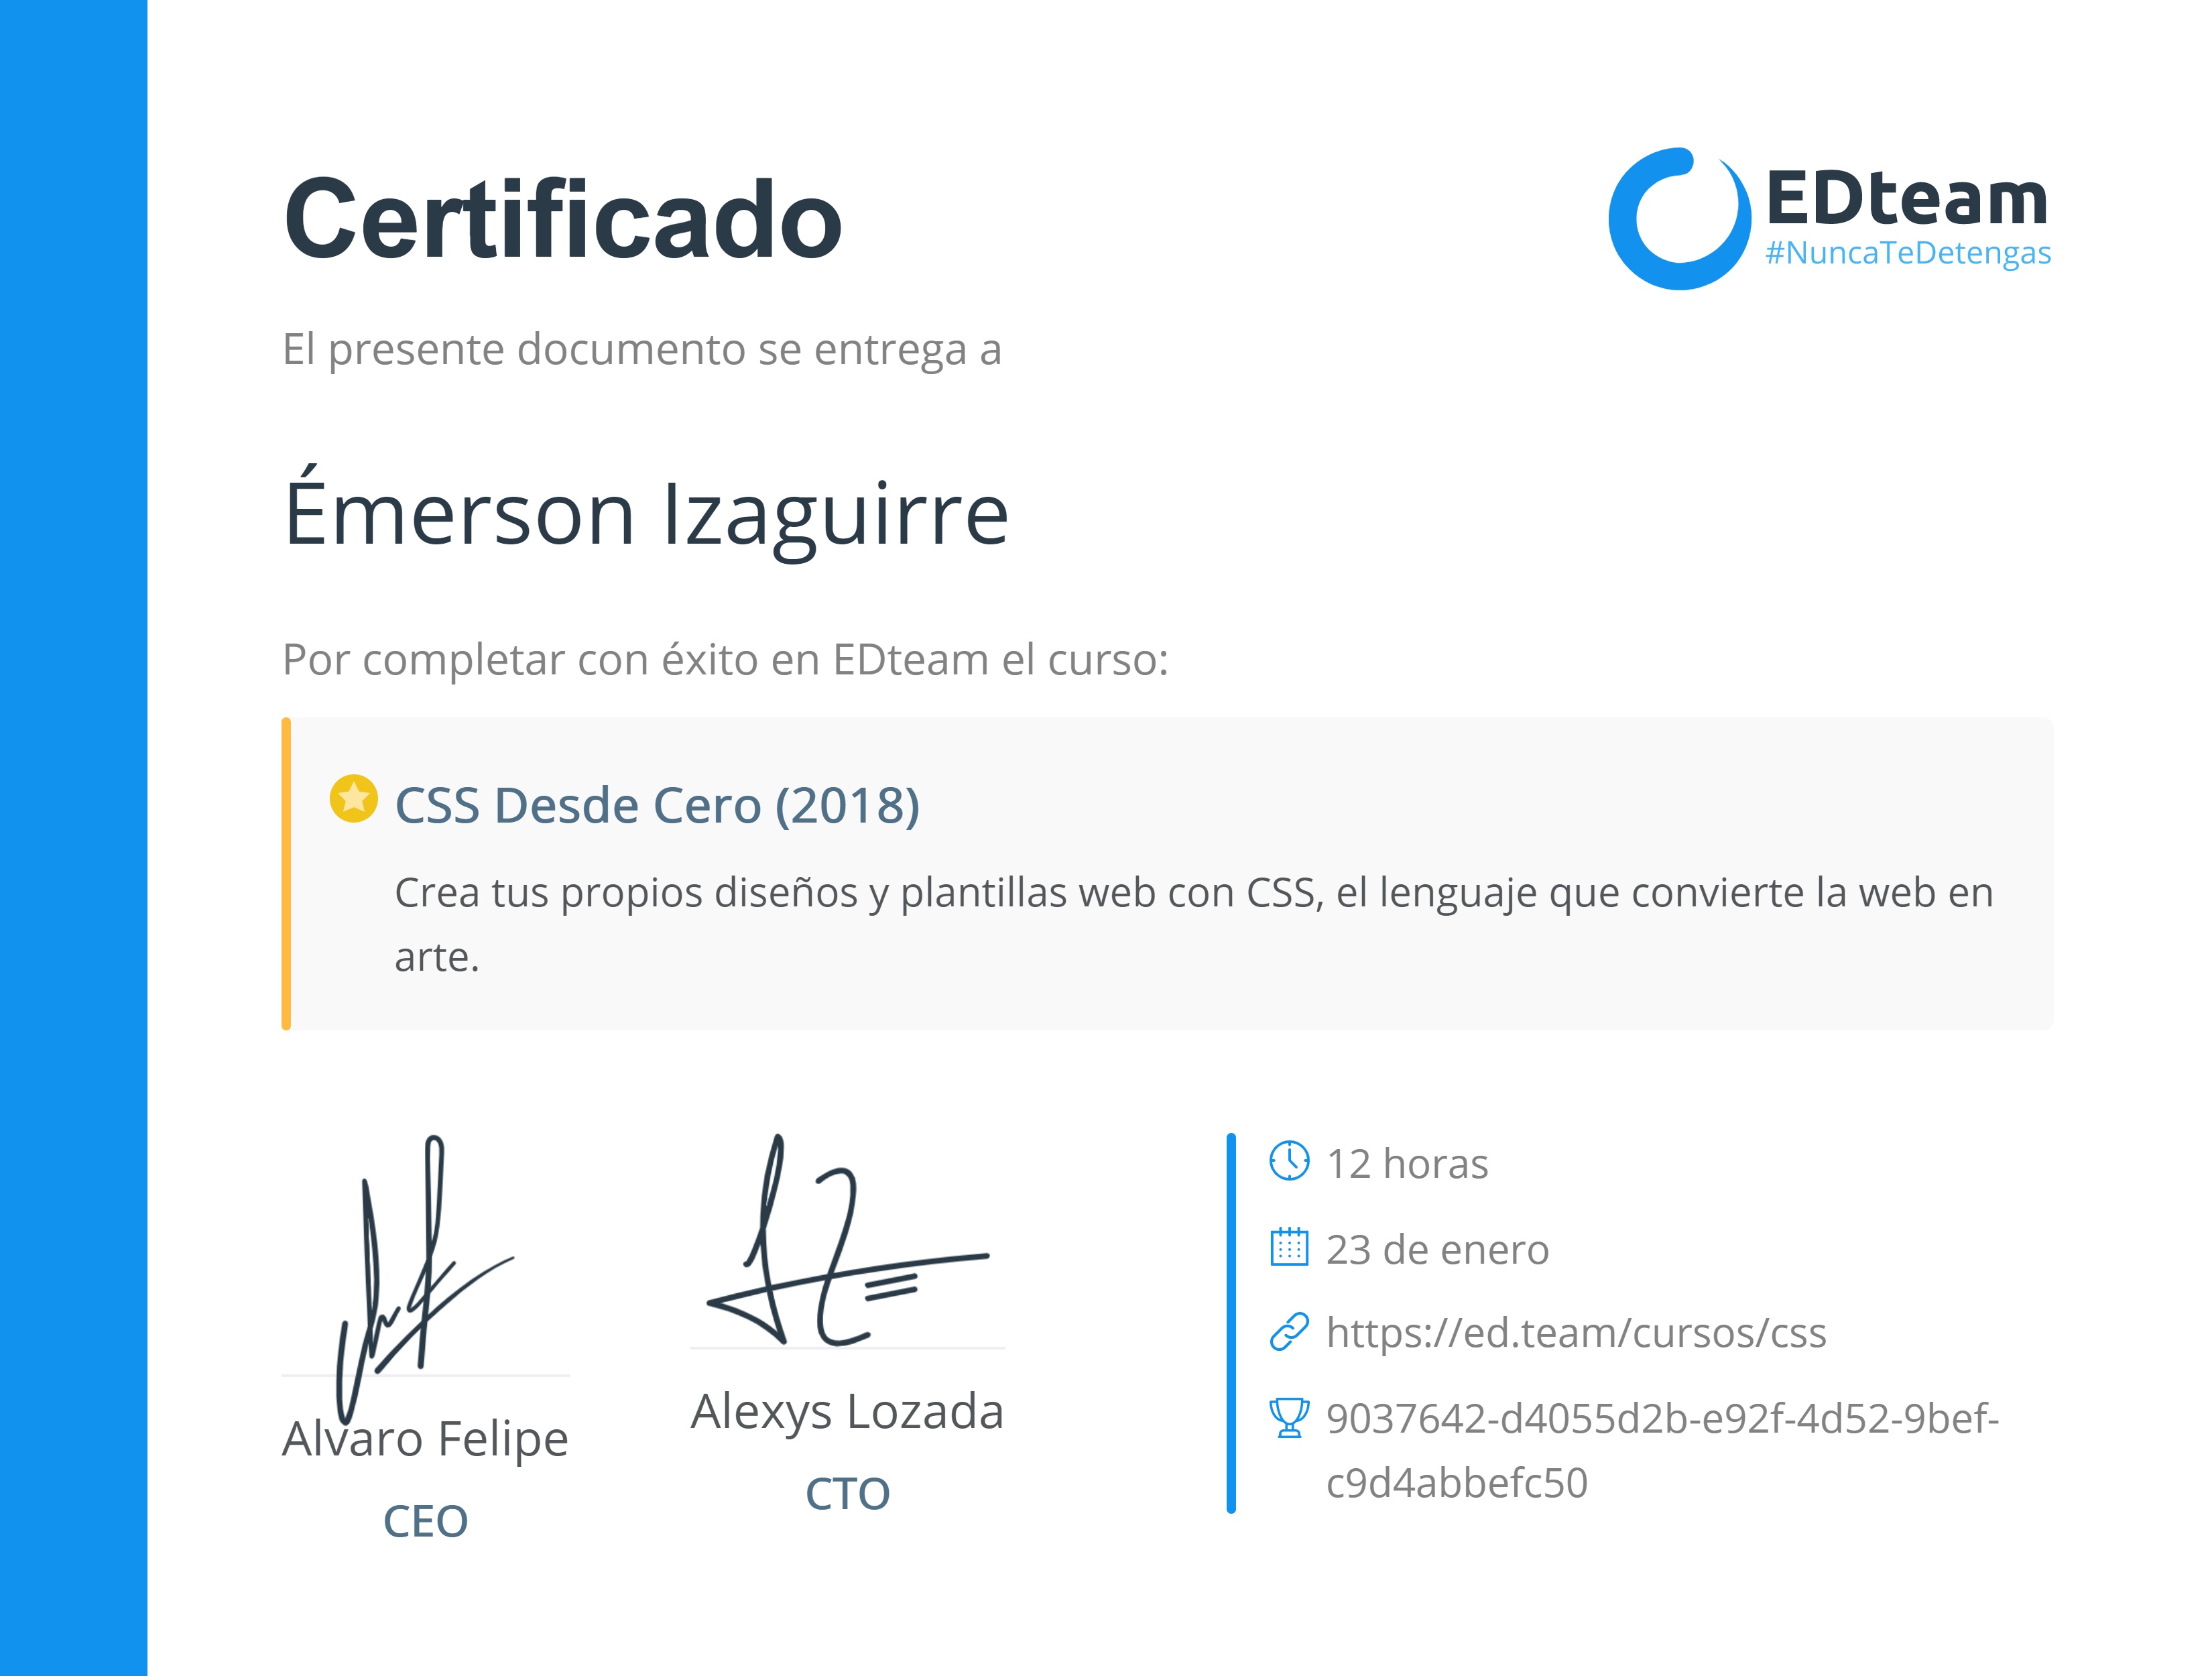 Certificado
EDteam
#NuncaTeDetengas
El presente documento se entrega a
Émerson Izaguirre
Por completar con éxito en EDteam el curso:
CSS Desde Cero (2018)
Crea tus propios diseños y plantillas web con CSS, el lenguaje que convierte la web en
arte.
Alvaro Felipe
CEO
Alexys Lozada
CTO
12 horas
23 de enero
https://ed.team/cursos/css
9037642-d4055d2b-e92f-4d52-9bef-
c9d4abbefc50